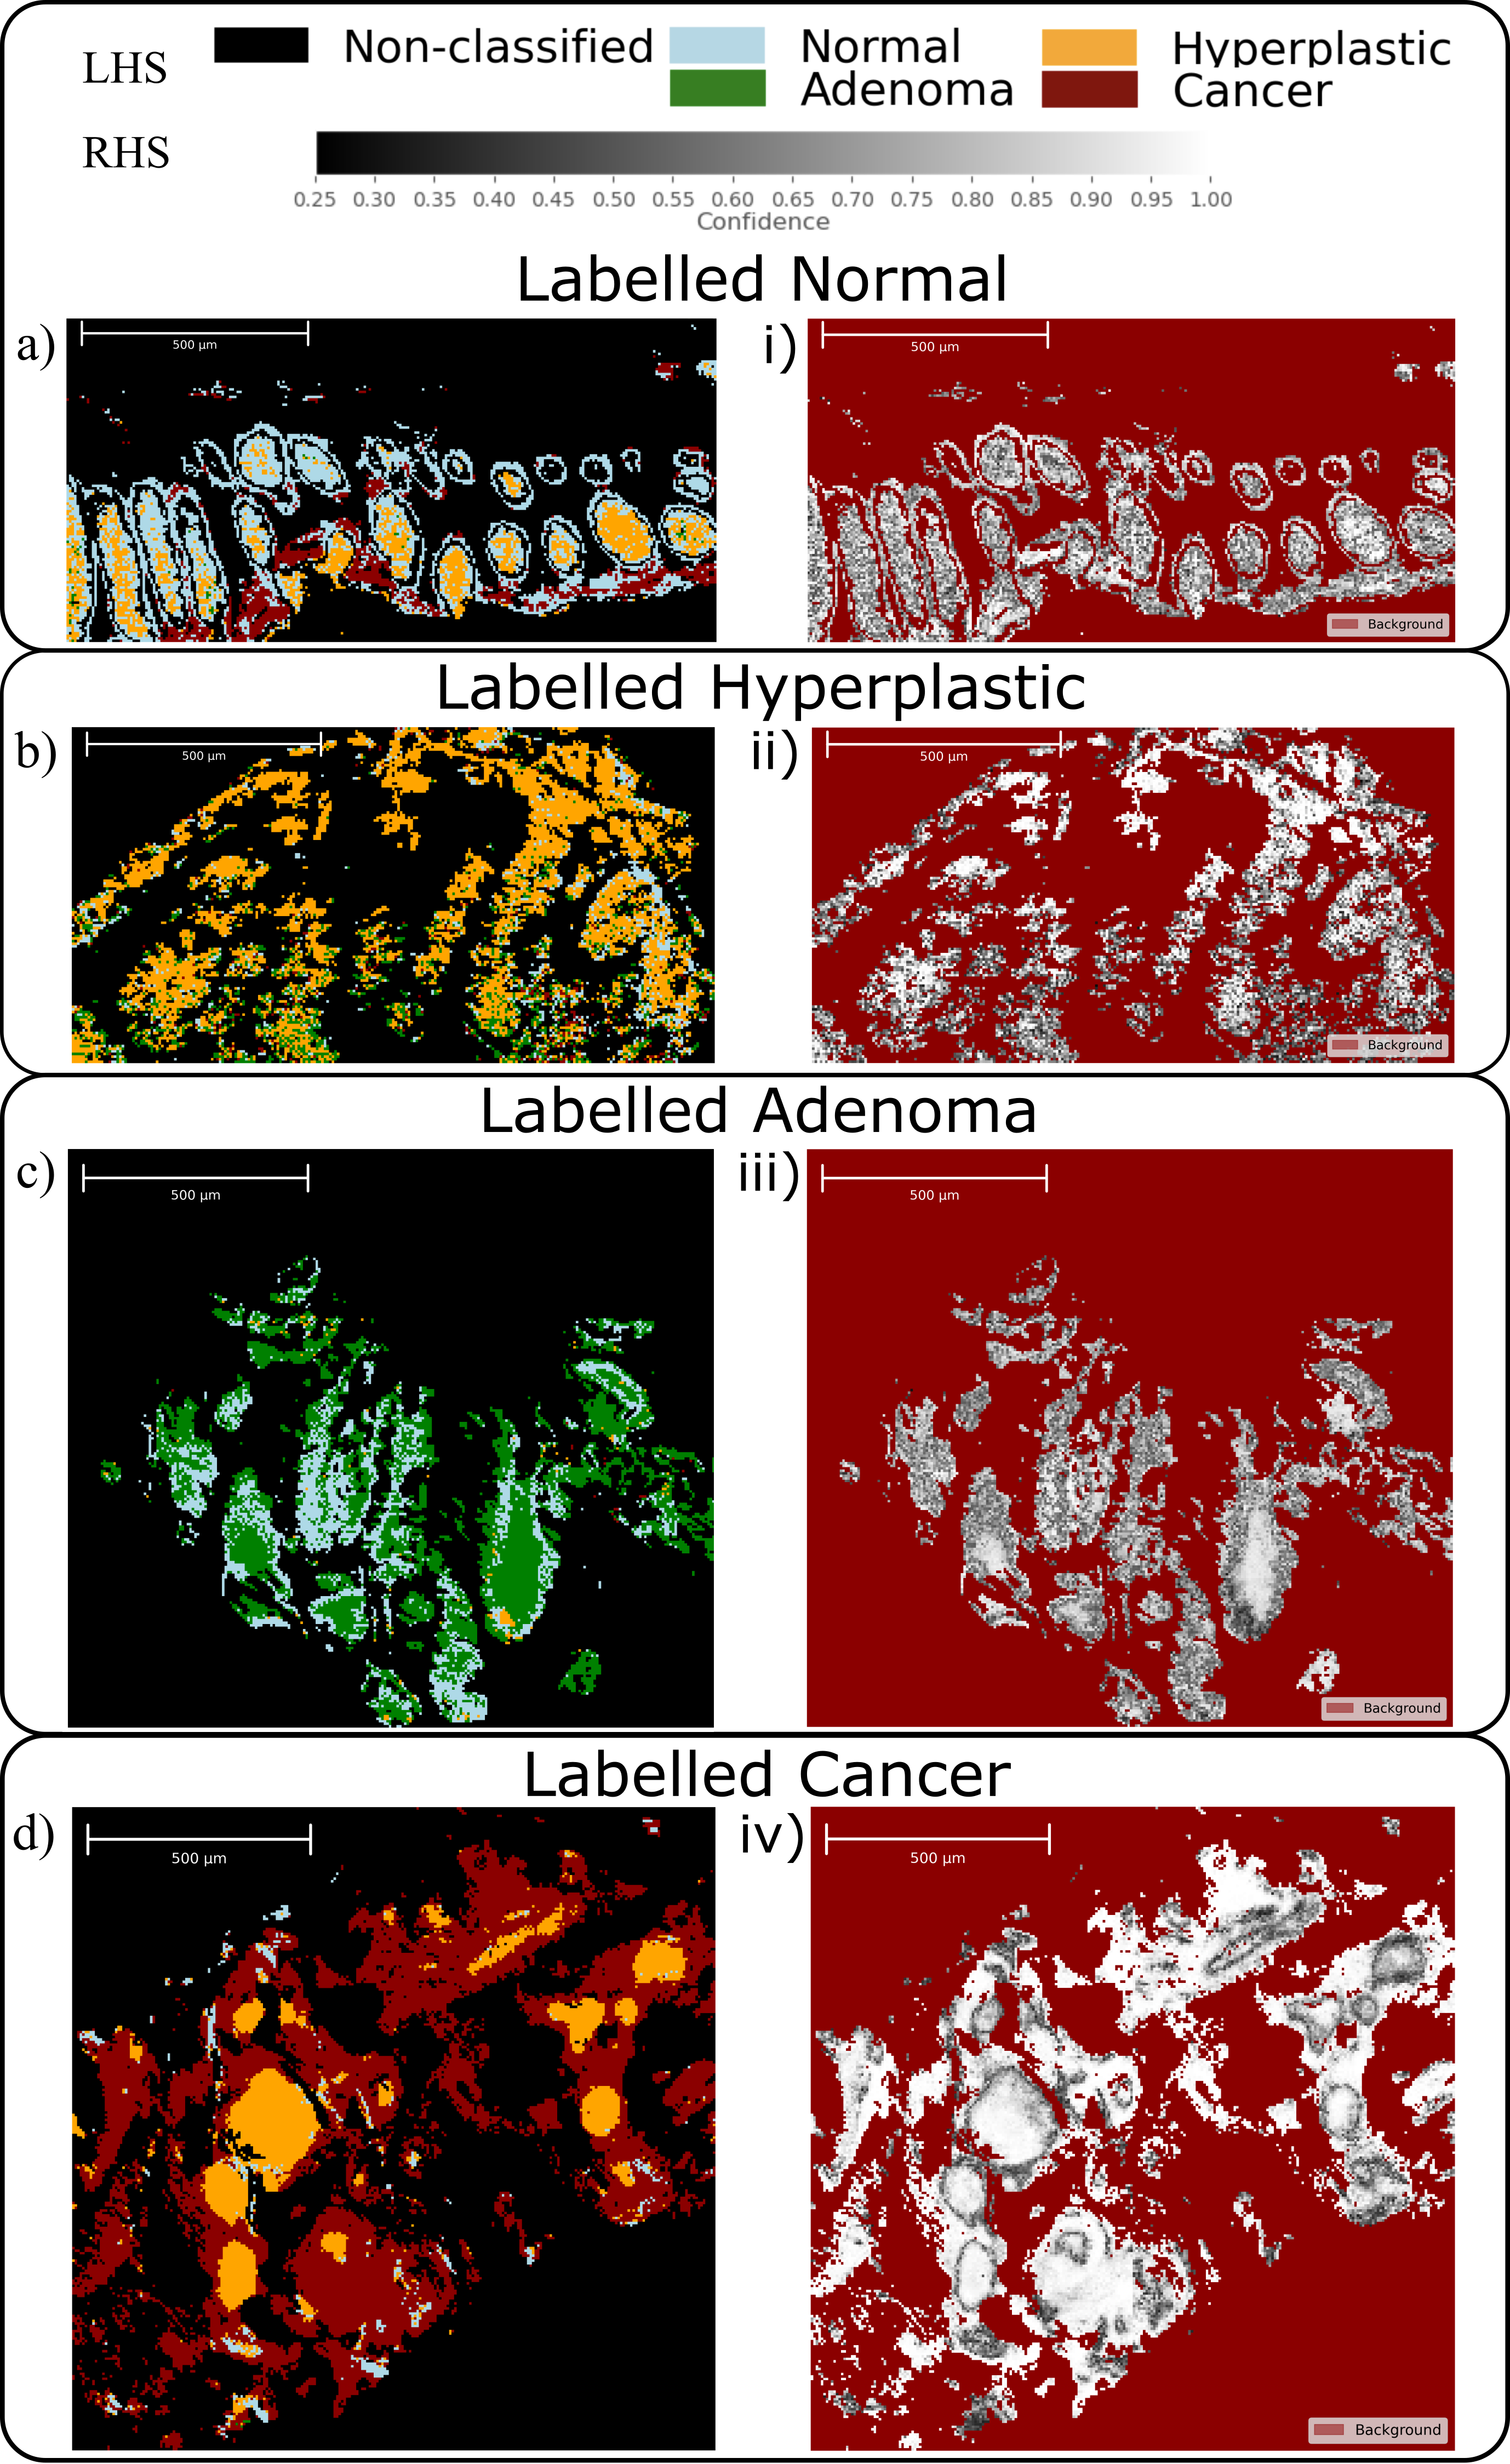 LHS
Non-classified
Normal
Hyperplastic
Adenoma
Cancer
RHS
0.25 0.30 0.35 0.40 0.45 0.50 0.55 0.60 0.65 0.70 0.75 0.80 0.85 0.90 0.95 1.00
Confidence
Labelled Normal
a)
500 µm
i)
500 µm
Background
Labelled Hyperplastic
b)
500 µm
ii)
500 µm
Background
Labelled Adenoma
c)
500 µm
iii)
500 µm
Background
Labelled Cancer
d)
500 µm
iv)
500 µm
Background